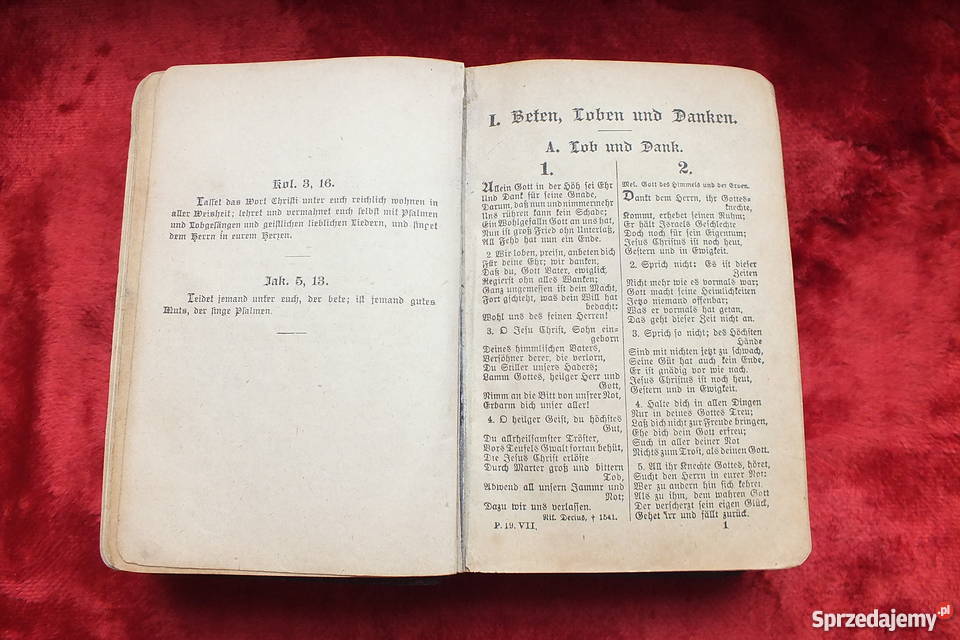 Kol. 3, 16.
Lasset das Wort Christi unter euch reichlich wohnen in
aller Weisheit; lehret und vermahnet euch selbst mit Psalmen
und Lobgesängen und geistlichen lieblichen Liedern, und singet
dem Herrn in eurem Herzen.
Jak. 5, 13.
Leidet jemand unter euch, der bete; ist jemand gutes
Muts, der singe Psalmen.
I. Beten, Loben und Danken.
A. Lob und Dank.
1.
Allein Gott in der Höh sei Ehr
Und Dank für seine Gnade,
Darum, daß nun und nimmermehr
Uns rühren kann kein Schade;
Ein Wohlgefalln Gott am uns hat,
Nun ist groß Fried ohn Unterlaß,
All Fehd hat nun ein Ende.
2 Wir loben, preisn, anbeten dich
Für deine Ehr; wir danken,
Daß du, Gott Vater, ewiglich
Regierst ohn alles Wanken;
Ganz ungemessen ist dein Macht,
Fort gschieht, was dein Will hat
bedacht:
Wohl uns des feinen Herren!
3. O Jesu Christ, Sohn ein-
geborn
Deines himmlischen Vaters,
Versöhner derer, die verlorn,
Du Stiller unsers Haders;
Lamm Gottes, heilger Herr und
Gott,
Nimm an die Bitt von unsrer Not,
Erbarm dich unser aller!
4. O heilger Geist, du höchstes
Gut,
Du allerheilsamster Tröster,
Vors Teufels Gwalt fortan behüt,
Die Jesus Christ erlöste
Durch Marter groß und bittern
Tod,
Abwend all unsern Jammr und
Not;
Dazu wir uns verlassen.
Nik. Decius, † 1541.
P. 19. VII.
2.
Mel. Gott des Himmels und der Erden.
Dankt dem Herrn, ihr Gottes-
knechte,
Kommt, erhebet seinen Ruhm;
Er hält Israels Geschlechte
Doch noch für sein Eigentum;
Jesus Christus ist noch heut,
Gestern und in Ewigkeit.
2. Sprich nicht: Es ist dieser
Zeiten
Nicht mehr wie es vormals war;
Gott macht seine Heimlichkeiten
Jetzo niemand offenbar;
Was er vormals hat getan,
Das geht dieser Zeit nicht an.
3. Sprich so nicht; des Höchsten
Hände
Sind mit nichten jetzt zu schwach,
Seine Güt hat auch kein Ende,
Er ist gnädig vor wie nach.
Jesus Christus ist noch heut,
Gestern und in Ewigkeit.
4. Halte dich in allen Dingen
Nur in deines Gottes Treu;
Laß dich nicht zur Freude bringen,
Ehe dich dein Gott erfreu;
Such in aller deiner Not
Nichts zum Trost, als deinen Gott.
5. All ihr Knechte Gottes, höret,
Sucht den Herrn in eurer Not:
Wer zu andern hin sich kehret
Als zu ihm, dem wahren Gott
Der verscherzt sein eigen Glück,
Gehet irr und fällt zurück.
1
Sprzedajemy.pl